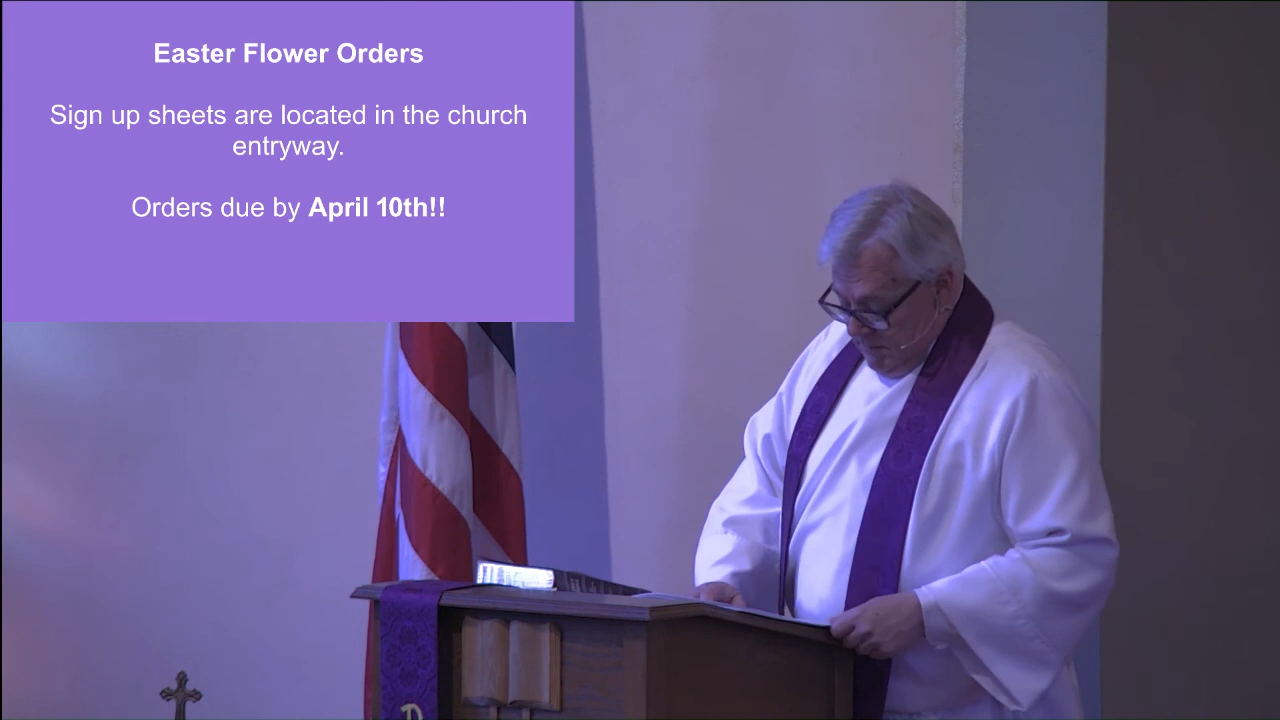 Easter Flower Orders
Sign up sheets are located in the church
entryway.
Orders due by April 10th!!